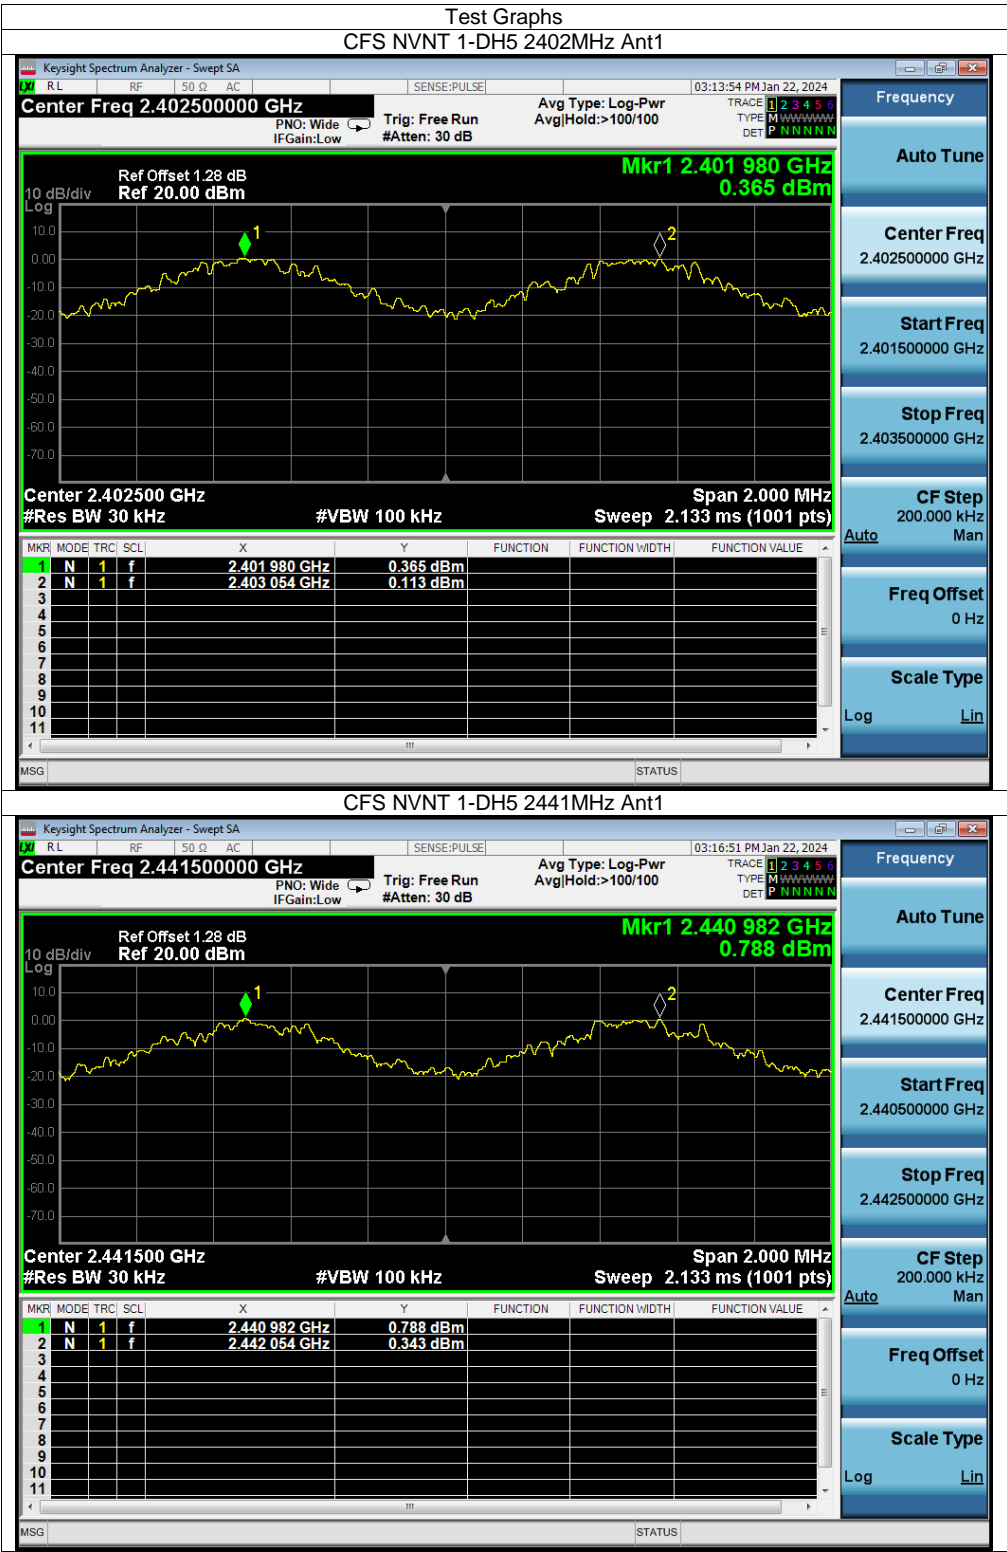 Test Graphs
CFS NVNT 1-DH5 2402MHz Ant1
Keysight Spectrum Analyzer - Swept SA
LXI RL RF 50 Ω AC SENSE:PULSE 03:13:54 PM Jan 22, 2024
Center Freq 2.402500000 GHz Avg Type: Log-Pwr TRACE 1 2 3 4 5 6
PNO: Wide Trig: Free Run Avg|Hold:>100/100 TYPE M WWWWW
IFGain:Low #Atten: 30 dB DET P N N N N N
Frequency
Auto Tune
Center Freq
2.402500000 GHz
Start Freq
2.401500000 GHz
Stop Freq
2.403500000 GHz
CF Step
200.000 kHz
Auto Man
Freq Offset
0 Hz
Scale Type
Log Lin
Mkr1 2.401 980 GHz
0.365 dBm
Ref Offset 1.28 dB
10 dB/div Ref 20.00 dBm
Log
10.0
0.00
-10.0
-20.0
-30.0
-40.0
-50.0
-60.0
-70.0
1
2
Center 2.402500 GHz Span 2.000 MHz
#Res BW 30 kHz #VBW 100 kHz Sweep 2.133 ms (1001 pts)
MKR MODE TRC SCL X Y FUNCTION FUNCTION WIDTH FUNCTION VALUE
1 N 1 f 2.401 980 GHz 0.365 dBm
2 N 1 f 2.403 054 GHz 0.113 dBm
3
4
5
6
7
8
9
10
11
MSG STATUS
CFS NVNT 1-DH5 2441MHz Ant1
Keysight Spectrum Analyzer - Swept SA
LXI RL RF 50 Ω AC SENSE:PULSE 03:16:51 PM Jan 22, 2024
Center Freq 2.441500000 GHz Avg Type: Log-Pwr TRACE 1 2 3 4 5 6
PNO: Wide Trig: Free Run Avg|Hold:>100/100 TYPE M WWWWW
IFGain:Low #Atten: 30 dB DET P N N N N N
Frequency
Auto Tune
Center Freq
2.441500000 GHz
Start Freq
2.440500000 GHz
Stop Freq
2.442500000 GHz
CF Step
200.000 kHz
Auto Man
Freq Offset
0 Hz
Scale Type
Log Lin
Mkr1 2.440 982 GHz
0.788 dBm
Ref Offset 1.28 dB
10 dB/div Ref 20.00 dBm
Log
10.0
0.00
-10.0
-20.0
-30.0
-40.0
-50.0
-60.0
-70.0
1
2
Center 2.441500 GHz Span 2.000 MHz
#Res BW 30 kHz #VBW 100 kHz Sweep 2.133 ms (1001 pts)
MKR MODE TRC SCL X Y FUNCTION FUNCTION WIDTH FUNCTION VALUE
1 N 1 f 2.440 982 GHz 0.788 dBm
2 N 1 f 2.442 054 GHz 0.343 dBm
3
4
5
6
7
8
9
10
11
MSG STATUS